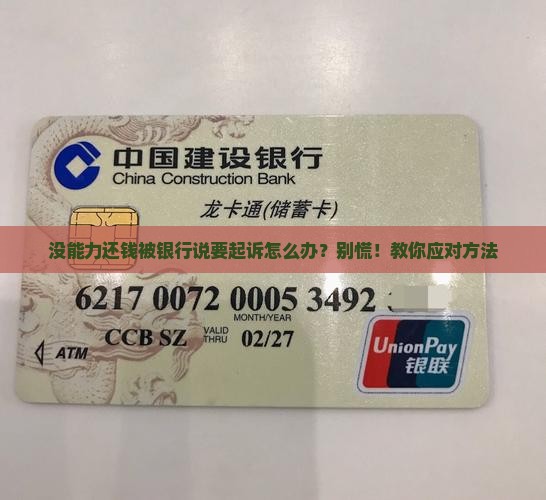 中国建设银行
China Construction Bank
龙卡通(储蓄卡)
没能力还钱被银行说要起诉怎么办？别慌！教你应对方法
6217 0072 0005 3492
MONTH/YEAR
CCB SZ VALID THRU 02/27
ATM
UnionPay
银联